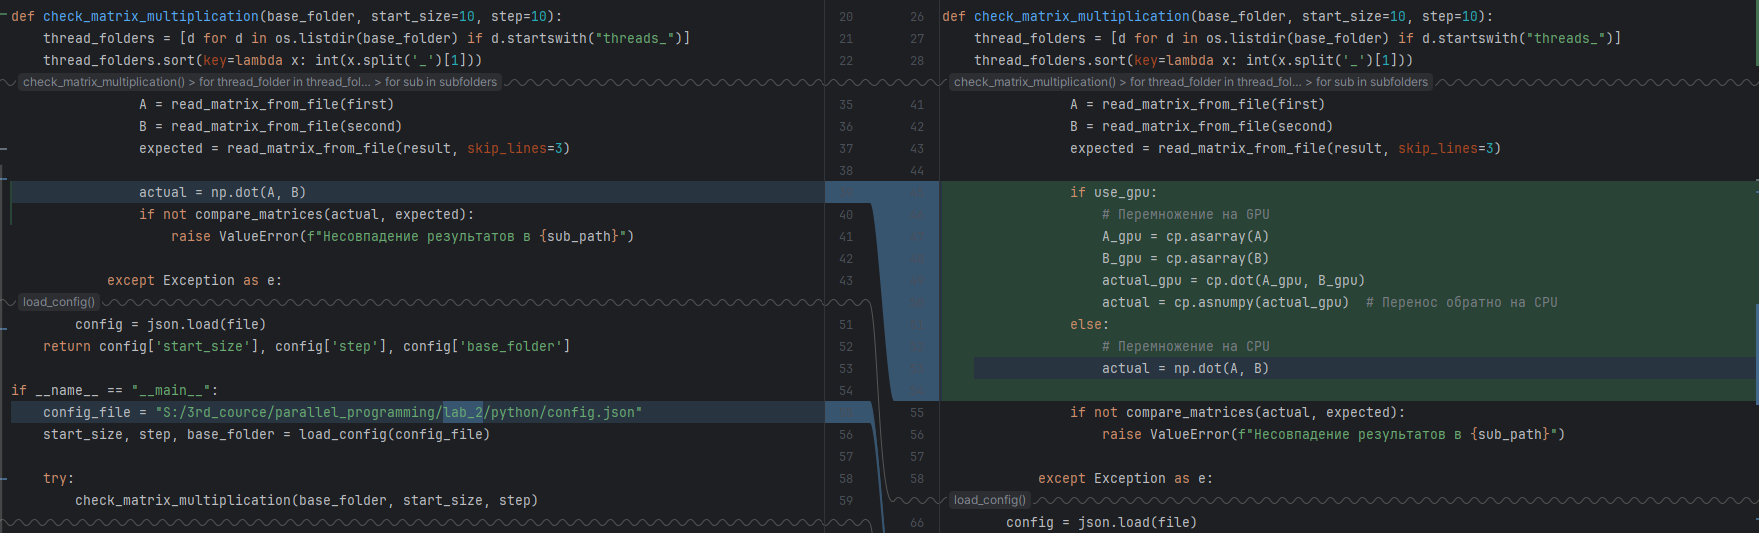 def check_matrix_multiplication(base_folder, start_size=10, step=10):
thread_folders = [d for d in os.listdir(base_folder) if d.startswith("threads_")]
thread_folders.sort(key=lambda x: int(x.split('_')[1]))
check_matrix_multiplication() > for thread_folder in thread_fol... > for sub in subfolders
A = read_matrix_from_file(first)
B = read_matrix_from_file(second)
expected = read_matrix_from_file(result, skip_lines=3)
actual = np.dot(A, B)
if not compare_matrices(actual, expected):
raise ValueError(f"Несовпадение результатов в {sub_path}")
except Exception as e:
load_config()
config = json.load(file)
return config['start_size'], config['step'], config['base_folder']
if __name__ == "__main__":
config_file = "S:/3rd_cource/parallel_programming/lab_2/python/config.json"
start_size, step, base_folder = load_config(config_file)
try:
check_matrix_multiplication(base_folder, start_size, step)
20
21
22
35
36
37
38
40
41
42
43
51
52
53
54
56
57
58
59
26
27
28
41
42
43
44
55
56
57
58
66
def check_matrix_multiplication(base_folder, start_size=10, step=10):
thread_folders = [d for d in os.listdir(base_folder) if d.startswith("threads_")]
thread_folders.sort(key=lambda x: int(x.split('_')[1]))
check_matrix_multiplication() > for thread_folder in thread_fol... > for sub in subfolders
A = read_matrix_from_file(first)
B = read_matrix_from_file(second)
expected = read_matrix_from_file(result, skip_lines=3)
if use_gpu:
# Перемножение на GPU
A_gpu = cp.asarray(A)
B_gpu = cp.asarray(B)
actual_gpu = cp.dot(A_gpu, B_gpu)
actual = cp.asnumpy(actual_gpu)  # Перенос обратно на CPU
else:
# Перемножение на CPU
actual = np.dot(A, B)
if not compare_matrices(actual, expected):
raise ValueError(f"Несовпадение результатов в {sub_path}")
except Exception as e:
load_config()
config = json.load(file)